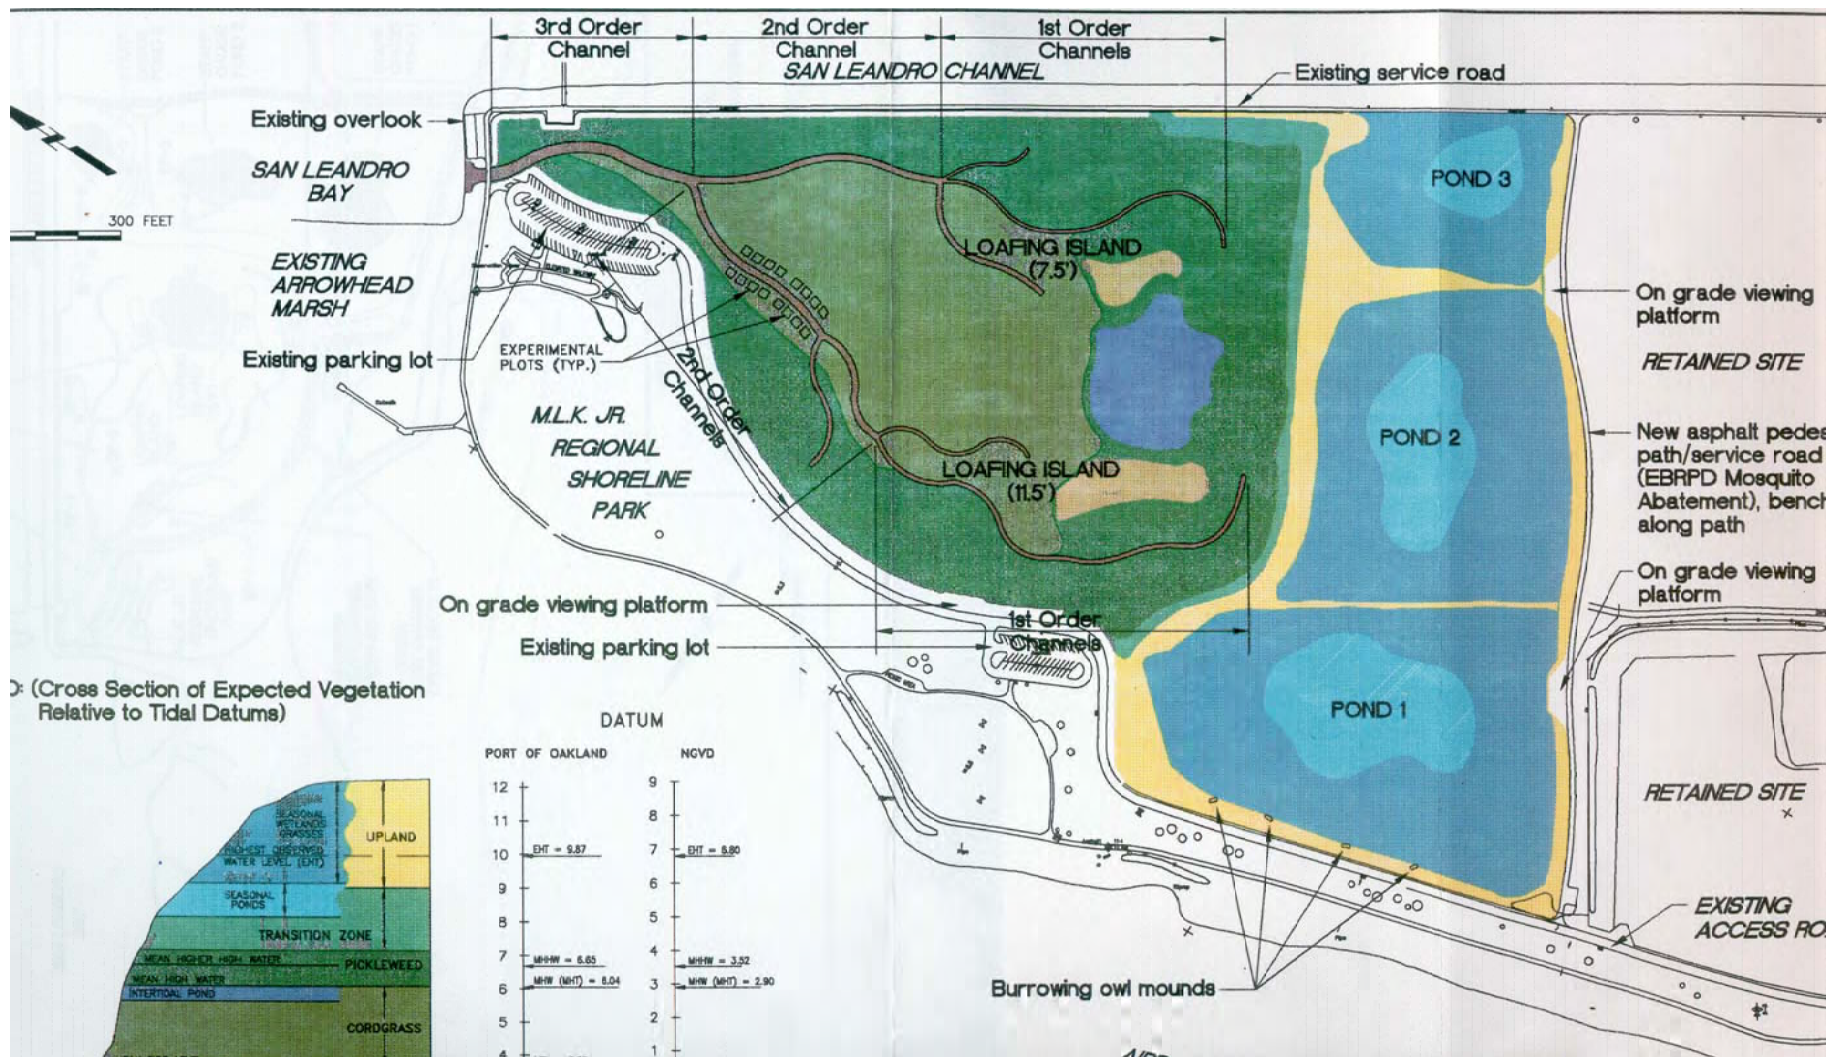 3rd Order
Channel
2nd Order
Channel
1st Order
Channels
SAN LEANDRO CHANNEL
Existing service road
Existing overlook
SAN LEANDRO
BAY
300 FEET
EXISTING
ARROWHEAD
MARSH
Existing parking lot
EXPERIMENTAL
PLOTS (TYP.)
2nd Order
Channels
M.L.K. JR.
REGIONAL
SHORELINE
PARK
LOAFING ISLAND
(7.5')
LOAFING ISLAND
(11.5')
POND 3
POND 2
POND 1
On grade viewing
platform
RETAINED SITE
New asphalt pedes
path/service road
(EBRPD Mosquito
Abatement), bench
along path
On grade viewing
platform
On grade viewing platform
Existing parking lot
1st Order
Channels
PICNIC AREA
RETAINED SITE
EXISTING
ACCESS RO
Burrowing owl mounds
: (Cross Section of Expected Vegetation
Relative to Tidal Datums)
DATUM
PORT OF OAKLAND
NGVD
12
11
10
9
8
7
6
5
4
EHT = 9.87
MHHW = 6.65
MHW (MHT) = 6.04
9
8
7
6
5
4
3
2
1
EHT = 6.80
MHHW = 3.52
MHW (MHT) = 2.90
SEASONAL
WETLANDS
GRASSES
HIGHEST OBSERVED
WATER LEVEL (EHT)
UPLAND
SEASONAL
PONDS
TRANSITION ZONE
MEAN HIGHER HIGH WATER
PICKLEWEED
MEAN HIGH WATER
INTERTIDAL POND
CORDGRASS